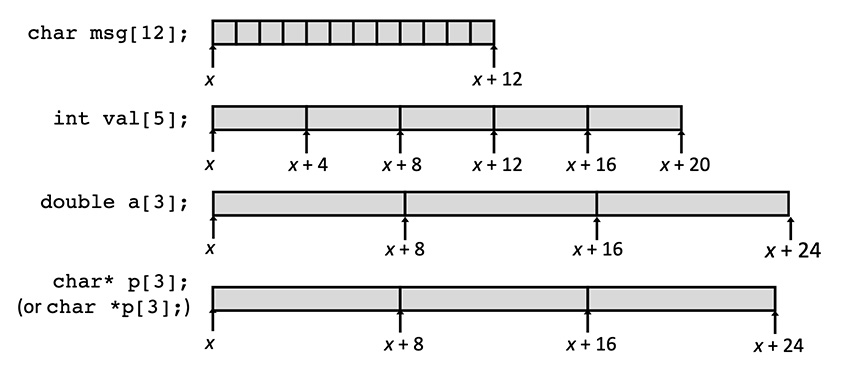 char msg[12];
x x + 12
int val[5];
x x + 4 x + 8 x + 12 x + 16 x + 20
double a[3];
x x + 8 x + 16 x + 24
char* p[3];
(or char *p[3];)
x x + 8 x + 16 x + 24